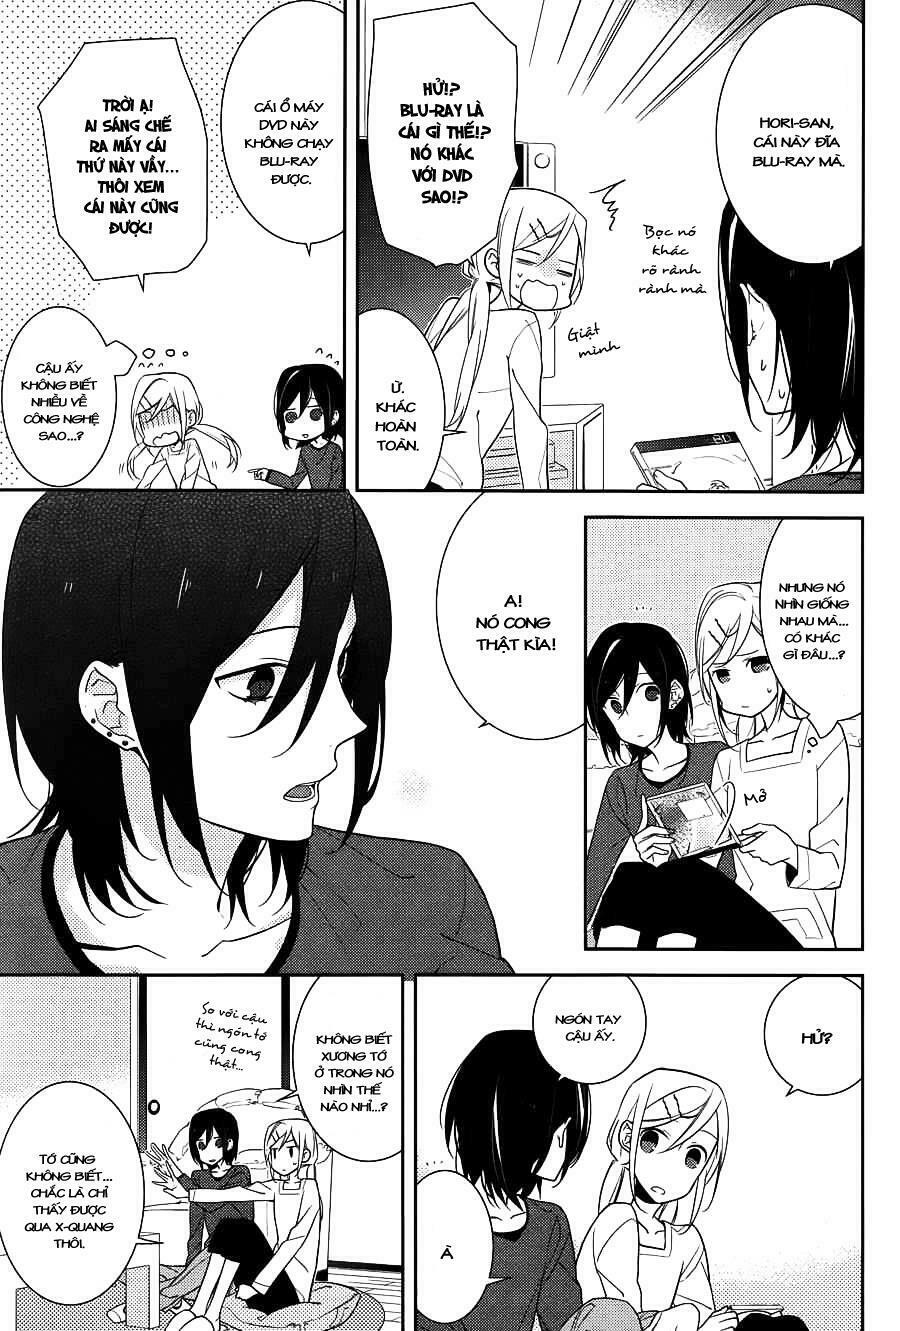 HORI-SAN,
CÁI NÀY ĐĨA
BLU-RAY MÀ.
Bọc nó
khác
rõ rành
rành mà.
BD
HỬ!?
BLU-RAY LÀ
CÁI GÌ THẾ!?
NÓ KHÁC
VỚI DVD
SAO!?
Giật
mình
Ừ.
KHÁC
HOÀN
TOÀN.
CÁI Ổ MÁY
DVD NÀY
KHÔNG CHẠY
BLU-RAY
ĐƯỢC.
TRỜI Ạ!
AI SÁNG CHẾ
RA MẤY CÁI
THỨ NÀY VẦY...
THÔI XEM
CÁI NÀY CŨNG
ĐƯỢC!
CẬU ẤY
KHÔNG BIẾT
NHIỀU VỀ
CÔNG NGHỆ
SAO...?
NHƯNG NÓ
NHÌN GIỐNG
NHAU MÀ...
CÓ KHÁC
GÌ ĐÂU...?
Mở
A!
NÓ CONG
THẬT KÌA!
HỬ?
NGÓN TAY
CẬU ẤY.
À
KHÔNG BIẾT
XƯƠNG TỚ
Ở TRONG NÓ
NHÌN THẾ
NÀO NHỈ...?
So với cậu
thì ngón tớ
cũng cong
thật...
TỚ CŨNG
KHÔNG BIẾT...
CHẮC LÀ CHỈ
THẤY ĐƯỢC
QUA X-QUANG
THÔI.